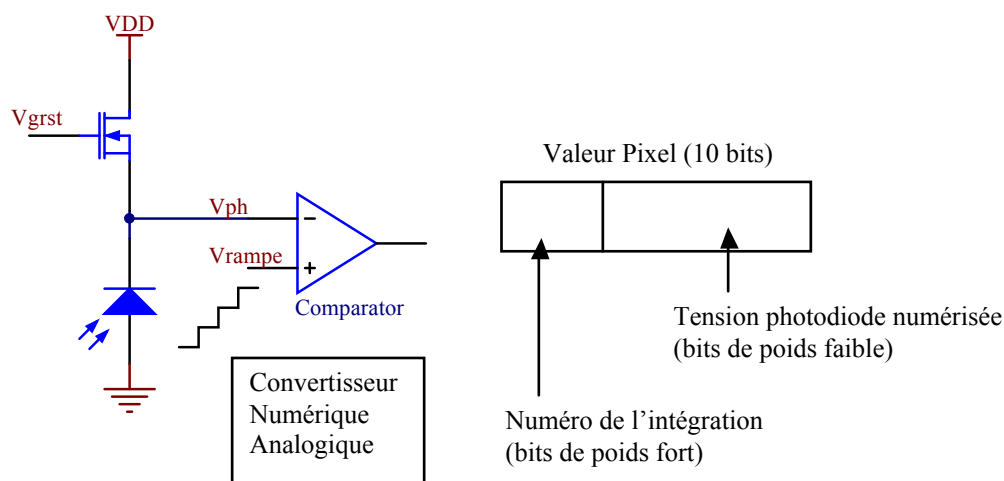 VDD
Vgrst
Vph
Vrampe
Comparator
Convertisseur
Numérique
Analogique
Valeur Pixel (10 bits)
Tension photodiode numérisée
(bits de poids faible)
Numéro de l’intégration
(bits de poids fort)